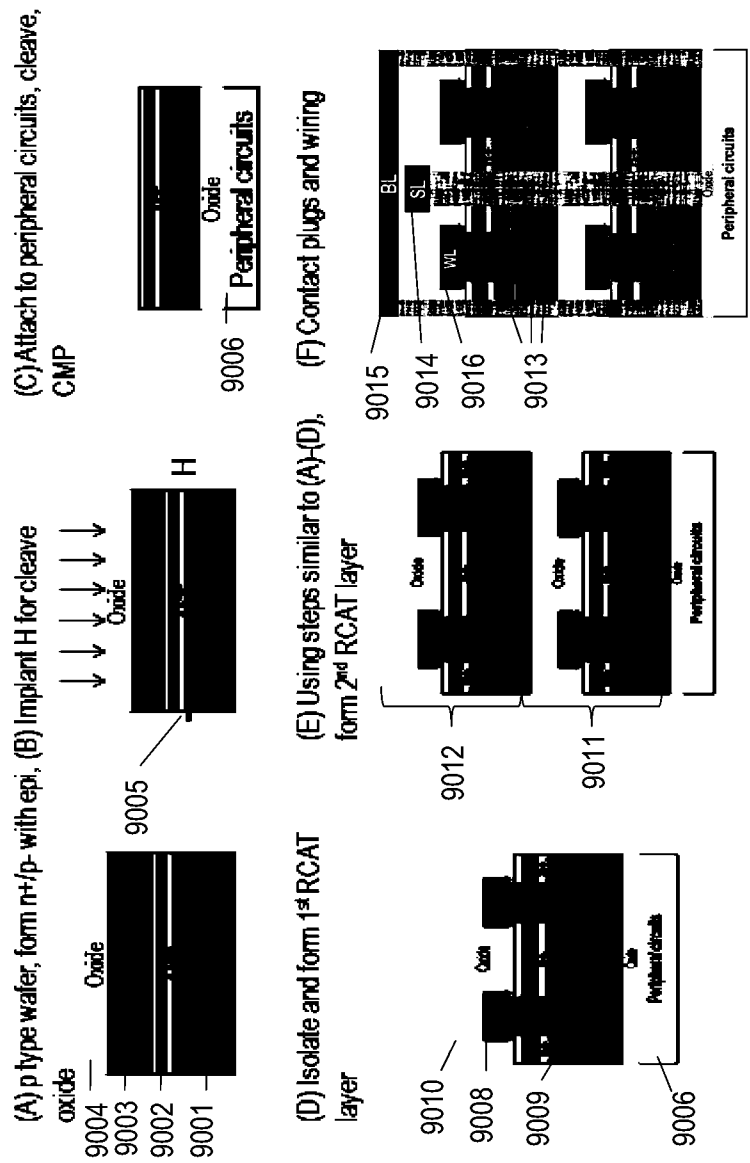 (A) p type wafer, form n+/p- with epi,
oxide
Oxide
9004
9003
9002
9001
(B) Implant H for cleave
Oxide
H
9005
(C) Attach to peripheral circuits, cleave,
CMP
Oxide
Peripheral circuits
9006
(D) Isolate and form 1st RCAT
layer
Oxide
Oxide
Peripheral circuits
9010
9008
9009
9006
(E) Using steps similar to (A)-(D),
form 2nd RCAT layer
Oxide
Oxide
Oxide
Peripheral circuits
9012
9011
(F) Contact plugs and wiring
BL
SL
WL
Oxide
Peripheral circuits
9015
9014
9016
9013